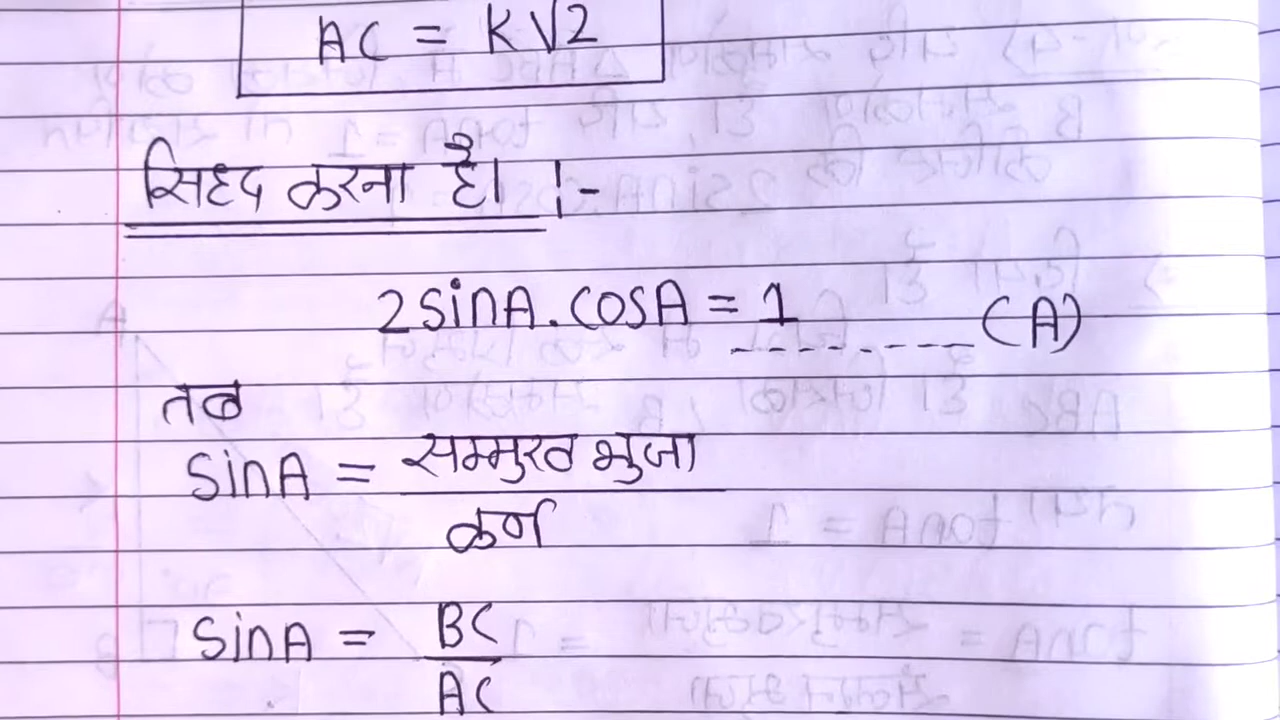 AC = K√2
सिध्द करना है। :-
2sinA.cosA = 1 --------- (A)
तब
sinA = सम्मुख भुजा
कर्ण
sinA = BC
AC